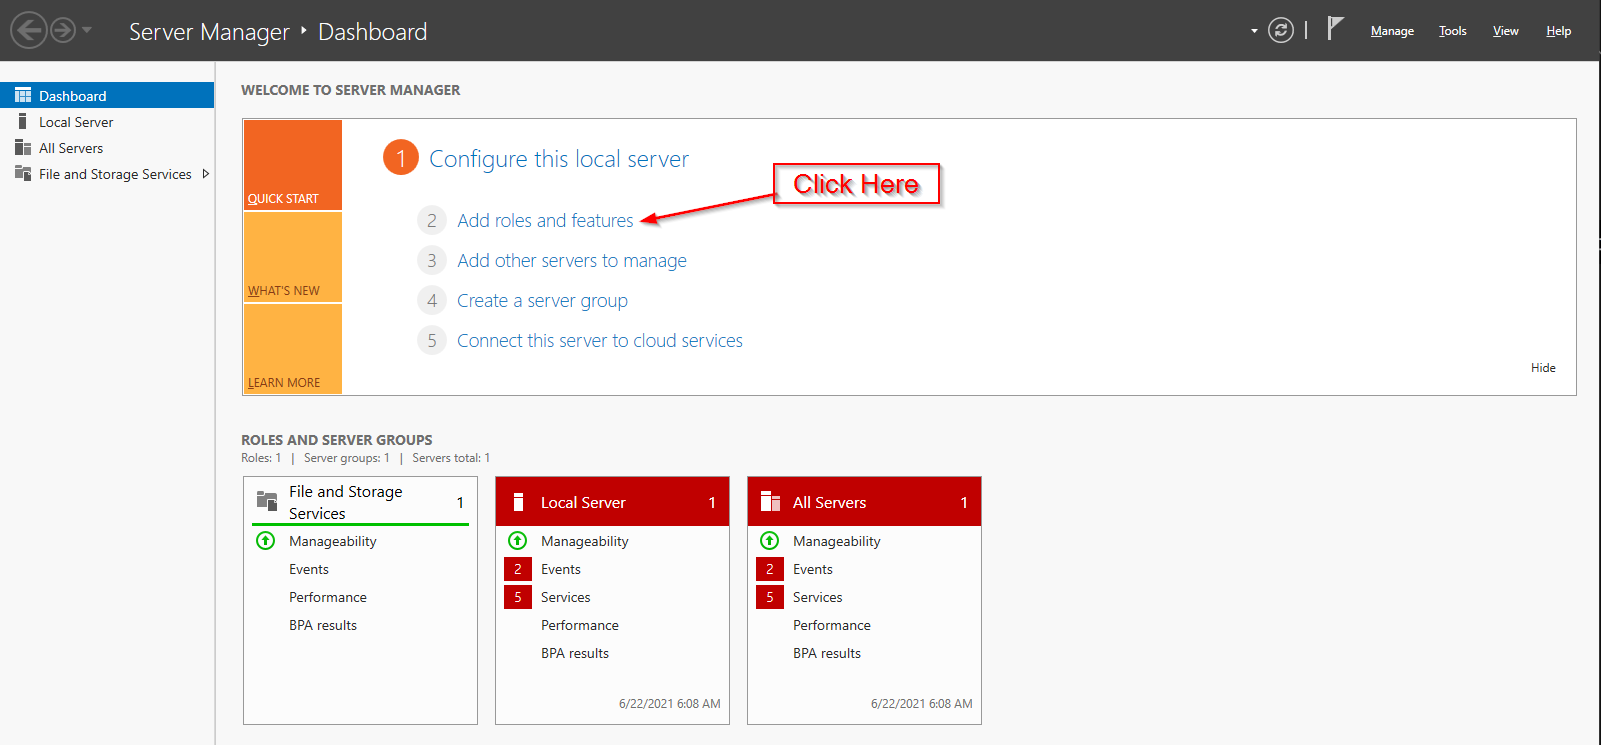 Server Manager ‣ Dashboard
Manage Tools View Help
Dashboard
Local Server
All Servers
File and Storage Services
WELCOME TO SERVER MANAGER
QUICK START
WHAT'S NEW
LEARN MORE
1 Configure this local server
Click Here
2 Add roles and features
3 Add other servers to manage
4 Create a server group
5 Connect this server to cloud services
Hide
ROLES AND SERVER GROUPS
Roles: 1 | Server groups: 1 | Servers total: 1
File and Storage
Services
1
Manageability
Events
Performance
BPA results
Local Server 1
Manageability
2 Events
5 Services
Performance
BPA results
6/22/2021 6:08 AM
All Servers 1
Manageability
2 Events
5 Services
Performance
BPA results
6/22/2021 6:08 AM